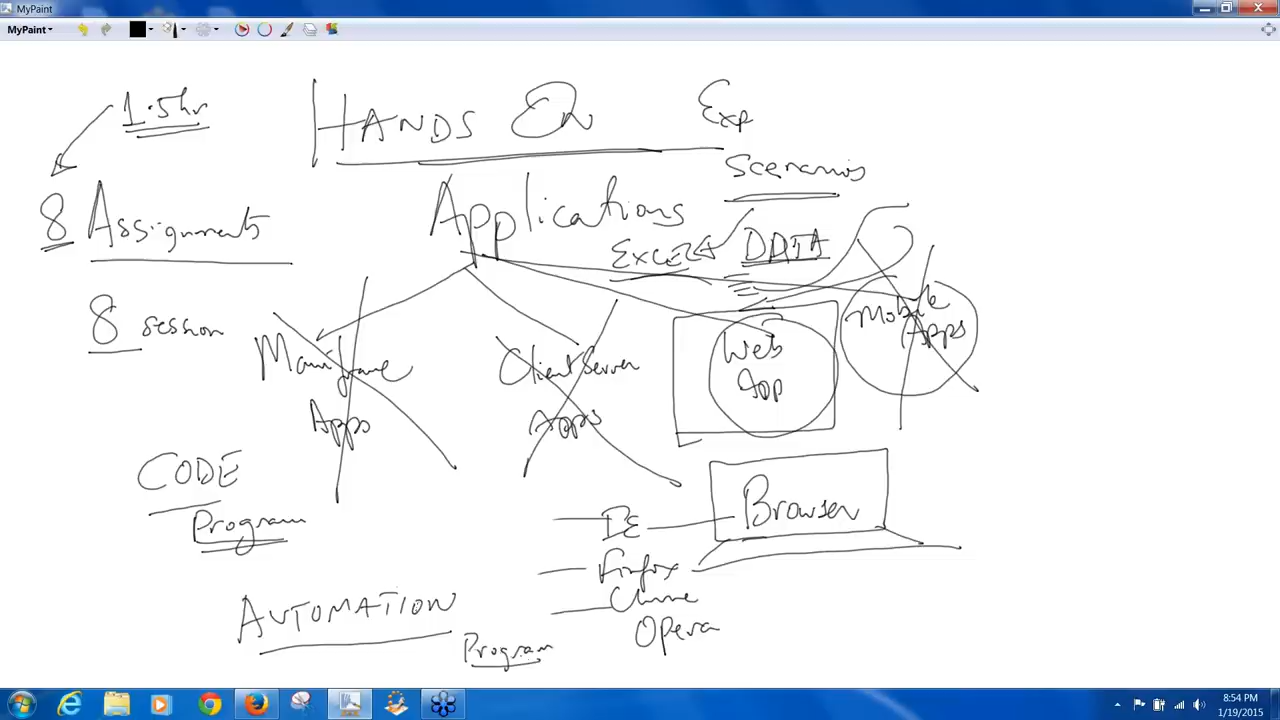 MyPaint
MyPaint
1.5hr
HANDS ON
Exp
Scenarios
8 Assignments
Applications
EXCEL
DATA
8 session
Mainframe
Apps
Client Server
Apps
Web
App
Mobile
Apps
CODE
Program
Browser
IE
Firefox
Chrome
Opera
AUTOMATION
Program
8:54 PM
1/19/2015